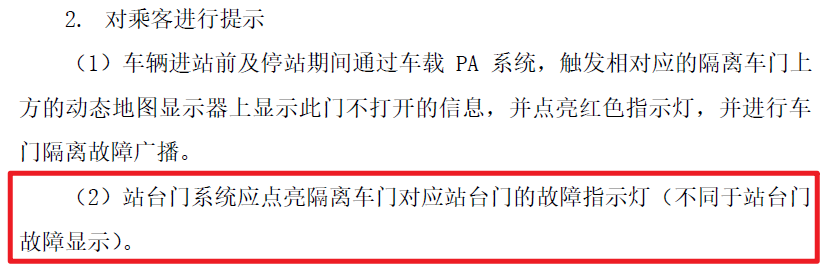 2. 对乘客进行提示
（1）车辆进站前及停站期间通过车载 PA 系统，触发相对应的隔离车门上
方的动态地图显示器上显示此门不打开的信息，并点亮红色指示灯，并进行车
门隔离故障广播。
（2）站台门系统应点亮隔离车门对应站台门的故障指示灯（不同于站台门
故障显示）。